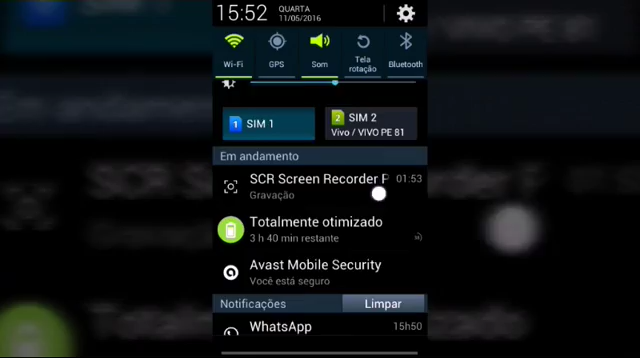 15:52 QUARTA
11/05/2016
Wi-Fi GPS Som Tela rotação Bluetooth
1 SIM 1
2 SIM 2
Vivo / VIVO PE 81
Em andamento
SCR Screen Recorder P 01:53
Gravação
Totalmente otimizado
3 h 40 min restante
Avast Mobile Security
Você está seguro
Notificações Limpar
WhatsApp 15h50